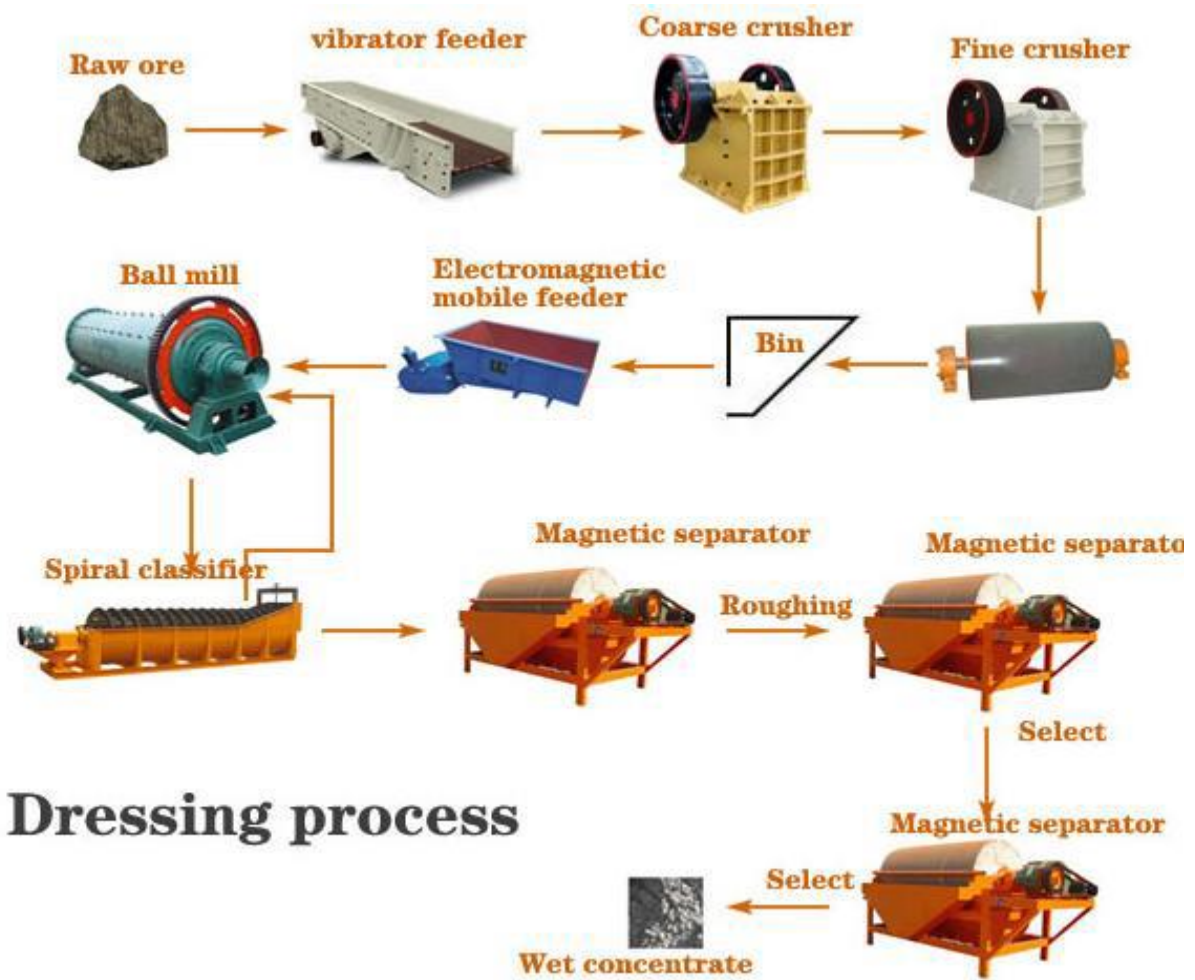 Raw ore
vibrator feeder
Coarse crusher
Fine crusher
Ball mill
Electromagnetic
mobile feeder
Bin
Spiral classifier
Magnetic separator
Roughing
Magnetic separato
Select
Dressing process
Magnetic separator
Select
Wet concentrate